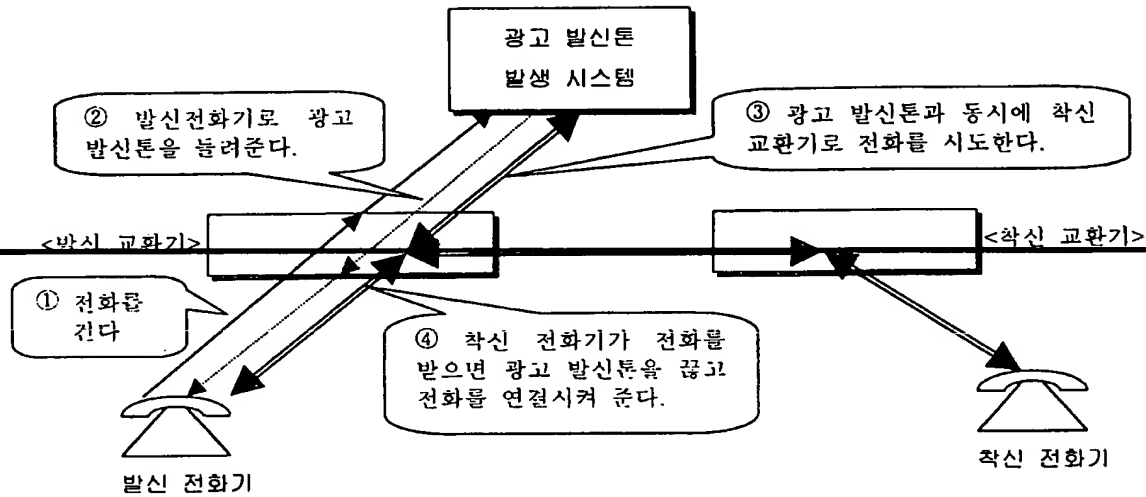 광고 발신톤
발생 시스템
② 발신전화기로 광고
발신톤을 들려준다.
③ 광고 발신톤과 동시에 착신
교환기로 전화를 시도한다.
<발신 교환기>
<착신 교환기>
① 전화를
건다
④ 착신 전화기가 전화를
받으면 광고 발신톤을 끊고
전화를 연결시켜 준다.
발신 전화기
착신 전화기